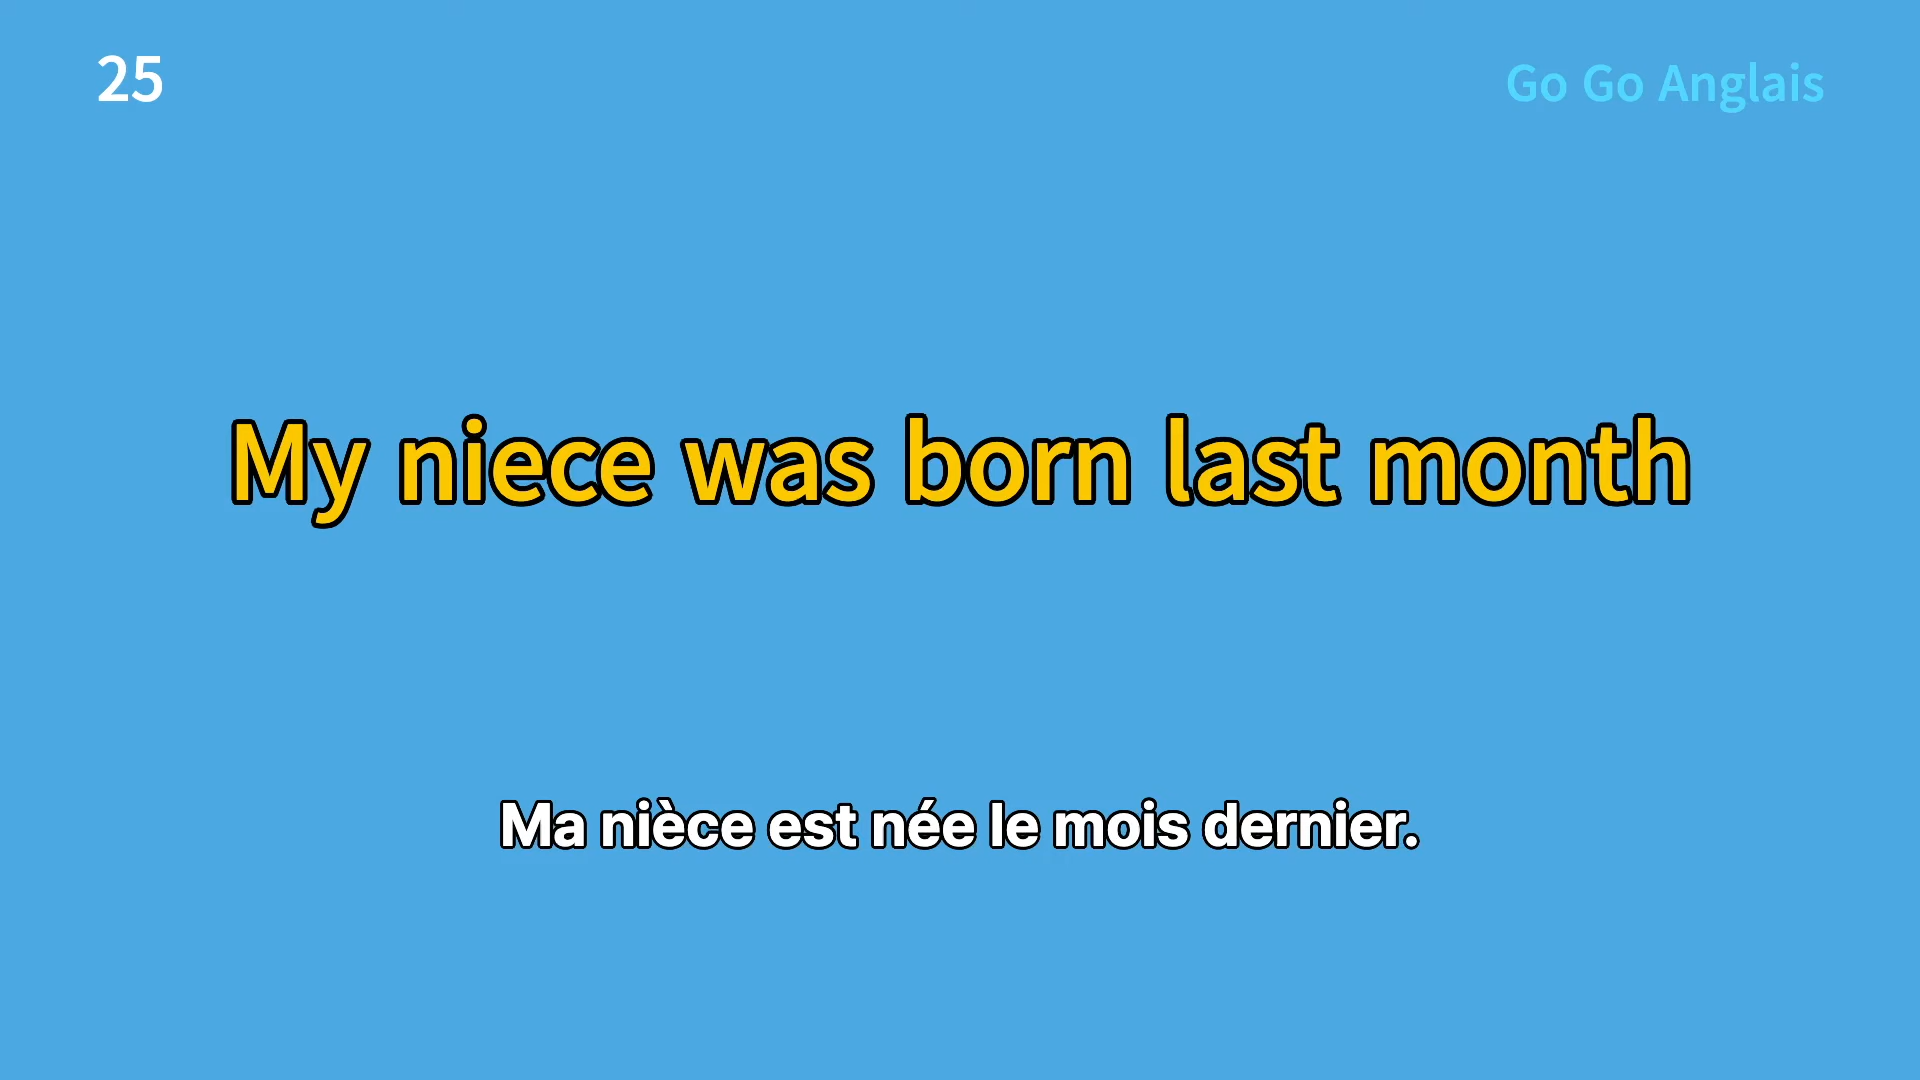 25
Go Go Anglais
My niece was born last month
Ma nièce est née le mois dernier.